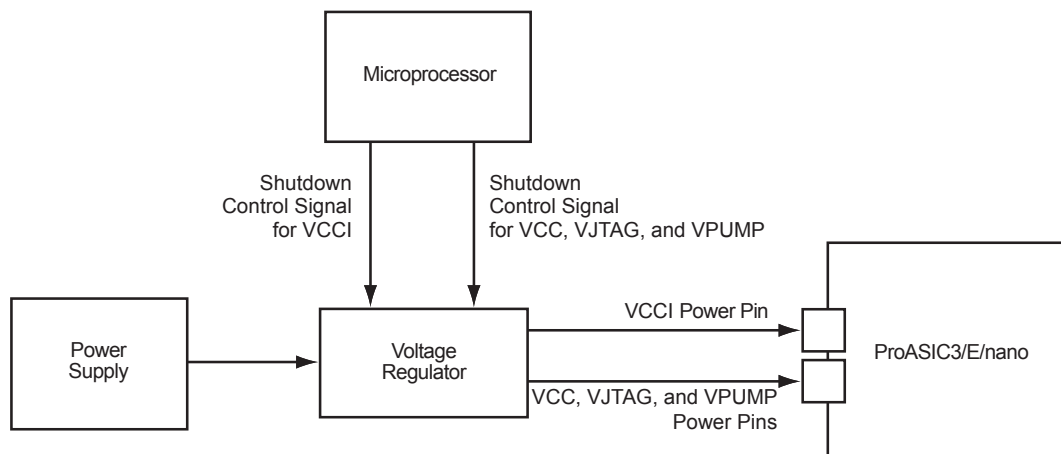 Microprocessor
Shutdown
Control Signal
for VCCI
Shutdown
Control Signal
for VCC, VJTAG, and VPUMP
Power
Supply
Voltage
Regulator
VCCI Power Pin
VCC, VJTAG, and VPUMP
Power Pins
ProASIC3/E/nano